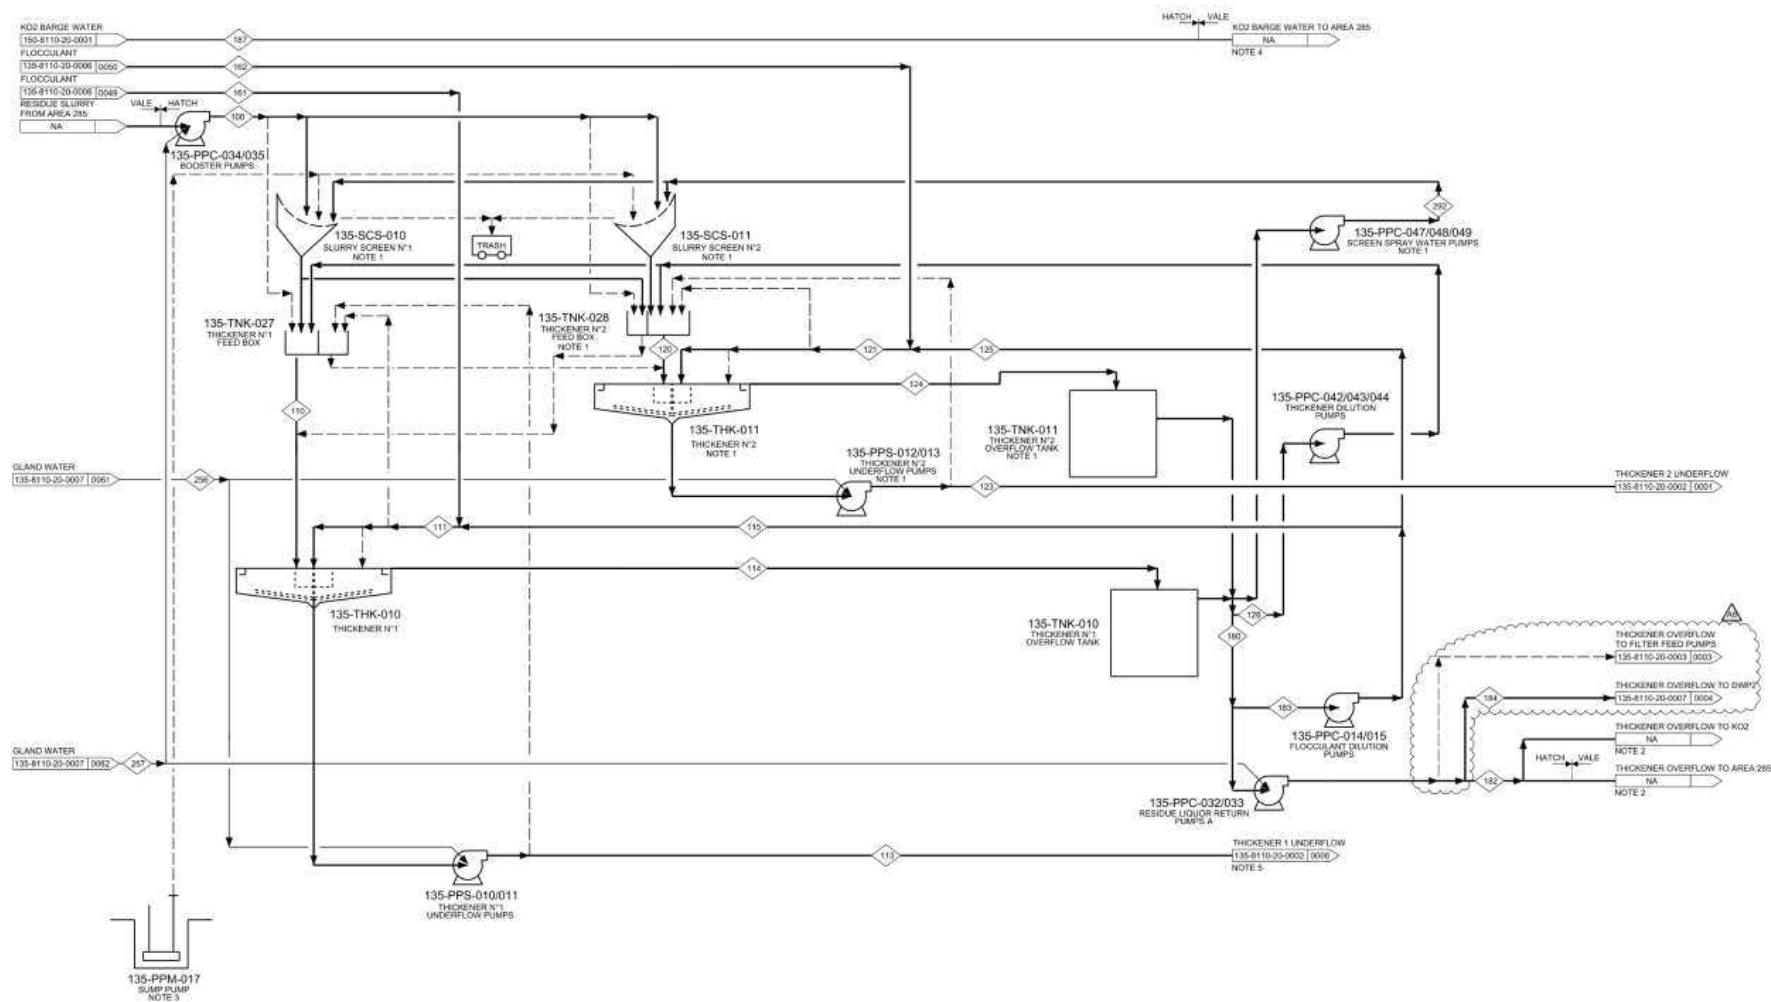 KO2 BARGE WATER
150-8110-20-0001
187
HATCH VALE
KO2 BARGE WATER TO AREA 285
NA
NOTE 4
FLOCCULANT
135-8110-20-0006 0050
162
FLOCCULANT
135-8110-20-0006 0049
161
RESIDUE SLURRY
FROM AREA 285
NA
VALE HATCH
100
135-PPC-034/035
BOOSTER PUMPS
135-SCS-010
SLURRY SCREEN N°1
NOTE 1
TRASH
135-SCS-011
SLURRY SCREEN N°2
NOTE 1
292
135-PPC-047/048/049
SCREEN SPRAY WATER PUMPS
NOTE 1
135-TNK-027
THICKENER N°1
FEED BOX
135-TNK-028
THICKENER N°2
FEED BOX
NOTE 1
120
121
125
124
110
135-THK-011
THICKENER N°2
NOTE 1
135-TNK-011
THICKENER N°2
OVERFLOW TANK
NOTE 1
135-PPC-042/043/044
THICKENER DILUTION
PUMPS
135-PPS-012/013
THICKENER N°2
UNDERFLOW PUMPS
NOTE 1
GLAND WATER
135-8110-20-0007 0061
256
123
THICKENER 2 UNDERFLOW
135-8110-20-0002 0001
111
115
114
135-THK-010
THICKENER N°1
135-TNK-010
THICKENER N°1
OVERFLOW TANK
126
180
A6
THICKENER OVERFLOW
TO FILTER FEED PUMPS
135-8110-20-0003 0003
THICKENER OVERFLOW TO DWP2
135-8110-20-0007 0004
184
183
135-PPC-014/015
FLOCCULANT DILUTION
PUMPS
THICKENER OVERFLOW TO KO2
NA
NOTE 2
HATCH VALE
THICKENER OVERFLOW TO AREA 285
NA
NOTE 2
182
GLAND WATER
135-8110-20-0007 0062
257
135-PPC-032/033
RESIDUE LIQUOR RETURN
PUMPS A
113
THICKENER 1 UNDERFLOW
135-8110-20-0002 0006
NOTE 5
135-PPS-010/011
THICKENER N°1
UNDERFLOW PUMPS
135-PPM-017
SUMP PUMP
NOTE 3